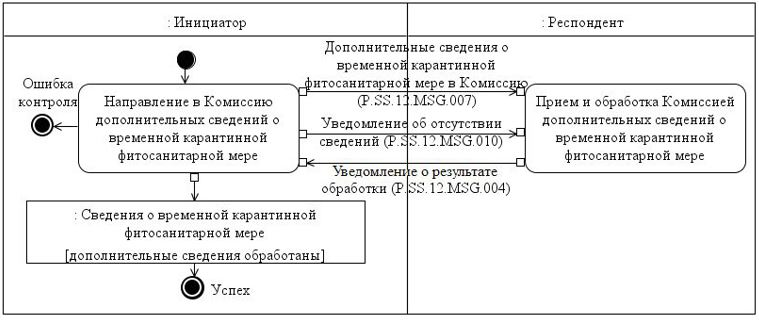 : Инициатор
: Респондент
Ошибка
контроля
Направление в Комиссию
дополнительных сведений о
временной карантинной
фитосанитарной мере
Дополнительные сведения о
временной карантинной
фитосанитарной мере в Комиссию
(P.SS.12.MSG.007)
Уведомление об отсутствии
сведений (P.SS.12.MSG.010)
Уведомление о результате
обработки (P.SS.12.MSG.004)
Прием и обработка Комиссией
дополнительных сведений о
временной карантинной
фитосанитарной мере
: Сведения о временной карантинной
фитосанитарной мере
[дополнительные сведения обработаны]
Успех